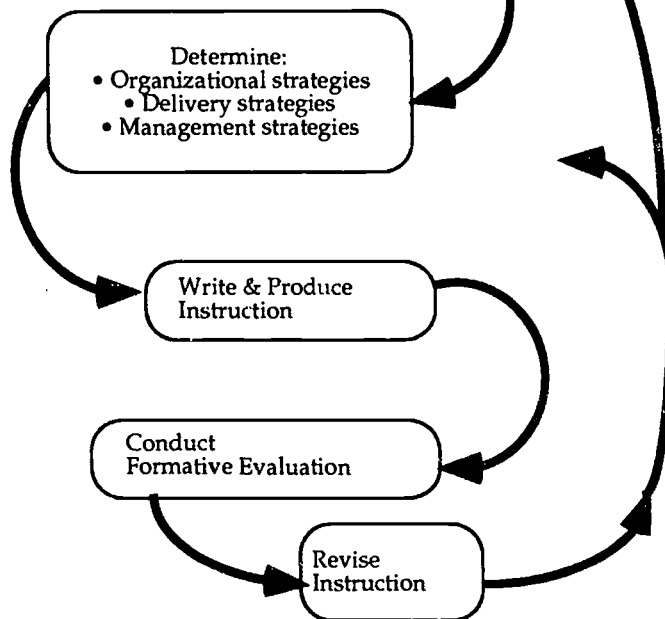 Determine:
• Organizational strategies
• Delivery strategies
• Management strategies
Write & Produce
Instruction
Conduct
Formative Evaluation
Revise
Instruction